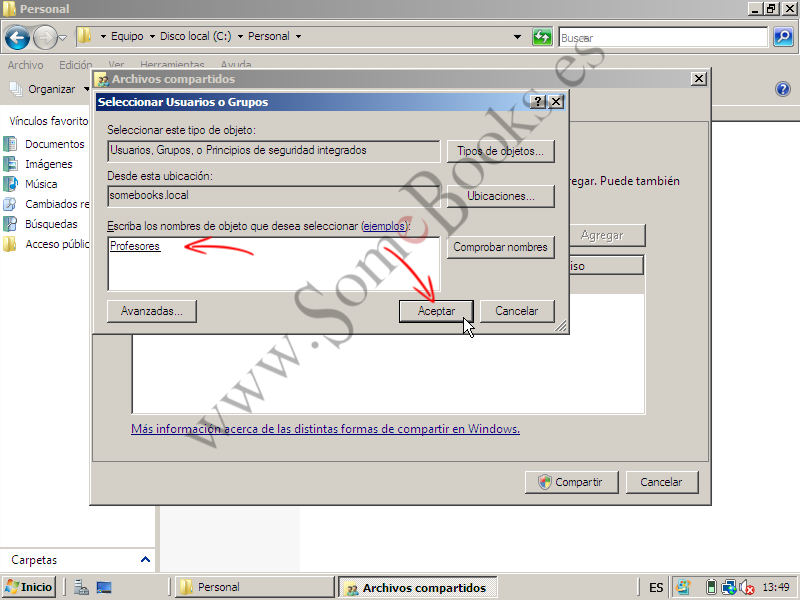 Personal
Equipo
Disco local (C:)
Personal
Buscar
Archivo Edición Ver Herramientas Ayuda
Organizar
Archivos compartidos
Seleccionar Usuarios o Grupos
Vínculos favorito
Documentos
Imágenes
Música
Cambiados re
Búsquedas
Acceso públic
Seleccionar este tipo de objeto:
Usuarios, Grupos, o Principios de seguridad integrados
Tipos de objetos...
Desde esta ubicación:
somebooks.local
Ubicaciones...
Escriba los nombres de objeto que desea seleccionar (ejemplos):
Profesores
Comprobar nombres
Avanzadas...
Aceptar
Cancelar
regar. Puede también
Agregar
iso
Más información acerca de las distintas formas de compartir en Windows.
Compartir
Cancelar
www.SomeBooks.es
Carpetas
Inicio
Personal
Archivos compartidos
ES
13:49